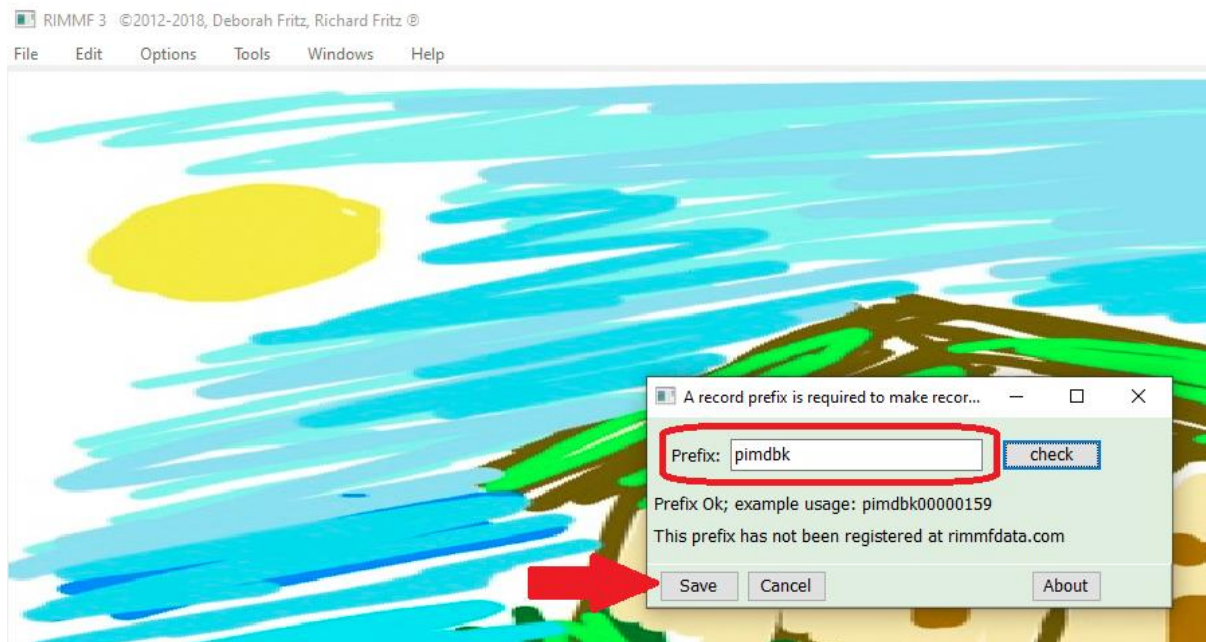 RIMMF 3 ©2012-2018, Deborah Fritz, Richard Fritz ®
File Edit Options Tools Windows Help
A record prefix is required to make recor...
Prefix: pimdbk check
Prefix Ok; example usage: pimdbk00000159
This prefix has not been registered at rimmfdata.com
Save Cancel About